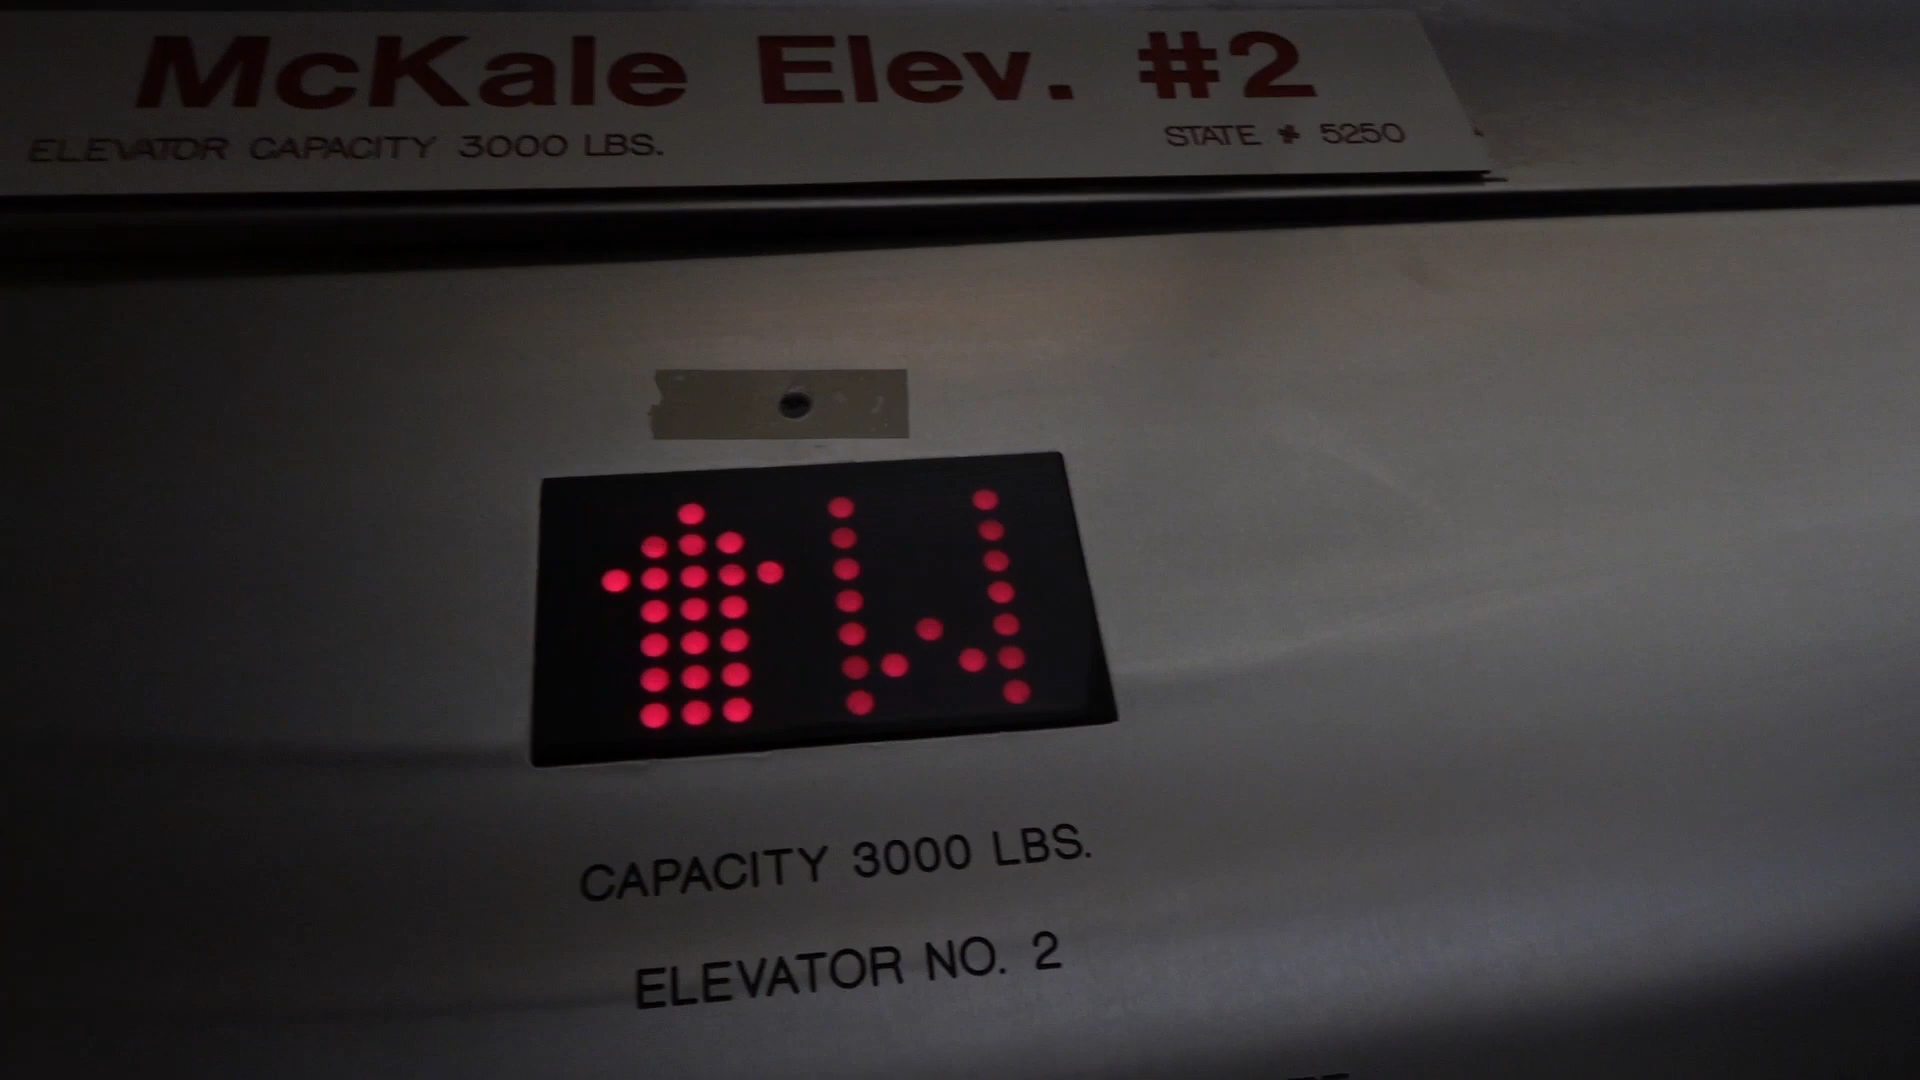 McKale Elev. #2
ELEVATOR CAPACITY 3000 LBS. STATE # 5250
W
CAPACITY 3000 LBS.
ELEVATOR NO. 2